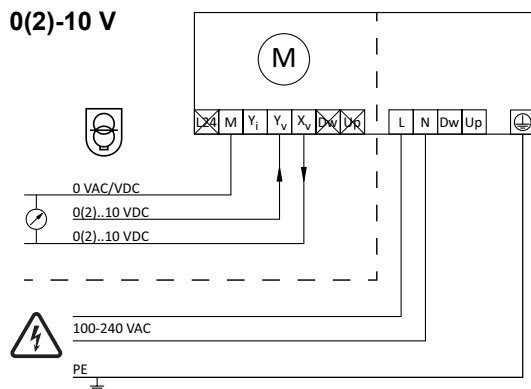 0(2)-10 V
M
L24 M Yi Yv Xv Dw Up L N Dw Up
0 VAC/VDC
0(2)..10 VDC
0(2)..10 VDC
100-240 VAC
PE